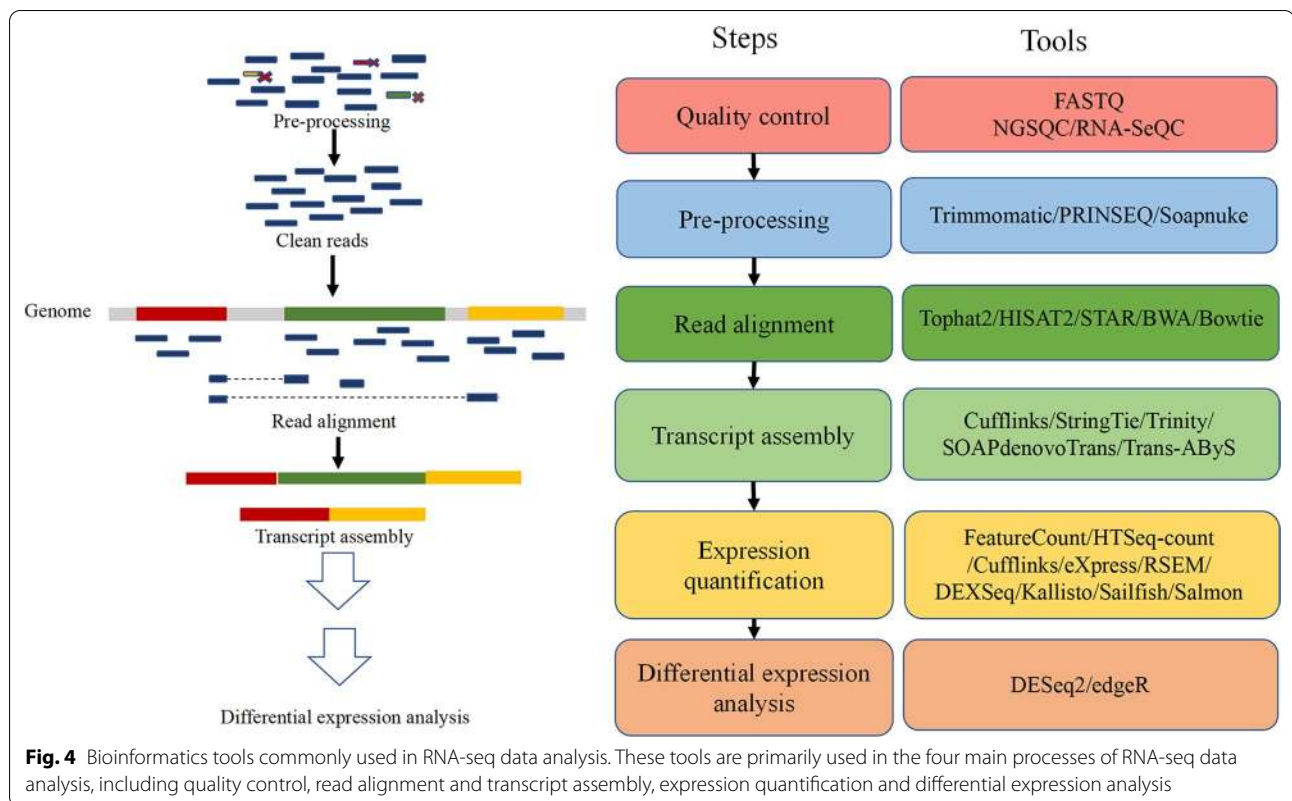 Steps
Tools
Pre-processing
Clean reads
Genome
Read alignment
Transcript assembly
Differential expression analysis
Quality control
FASTQ
NGSQC/RNA-SeQC
Pre-processing
Trimmomatic/PRINSEQ/Soapnuke
Read alignment
Tophat2/HISAT2/STAR/BWA/Bowtie
Transcript assembly
Cufflinks/StringTie/Trinity/
SOAPdenovoTrans/Trans-AByS
Expression
quantification
FeatureCount/HTSeq-count
/Cufflinks/eXpress/RSEM/
DEXSeq/Kallisto/Sailfish/Salmon
Differential expression
analysis
DESeq2/edgeR
Fig. 4 Bioinformatics tools commonly used in RNA-seq data analysis. These tools are primarily used in the four main processes of RNA-seq data
analysis, including quality control, read alignment and transcript assembly, expression quantification and differential expression analysis